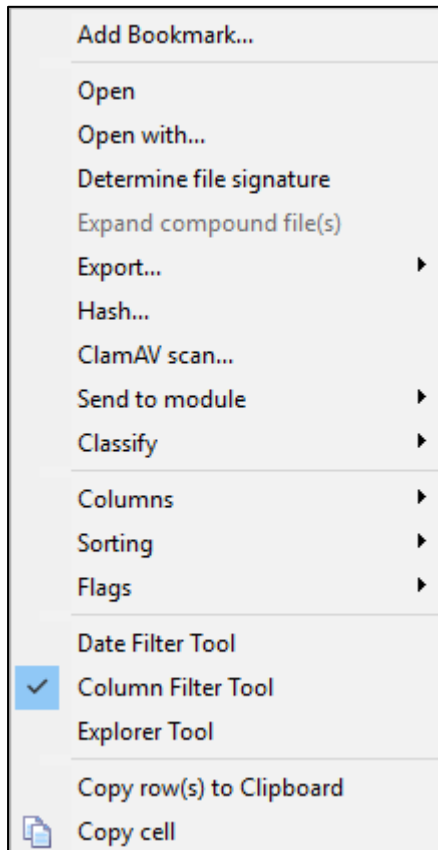 Add Bookmark...
Open
Open with...
Determine file signature
Expand compound file(s)
Export...
Hash...
ClamAV scan...
Send to module
Classify
Columns
Sorting
Flags
Date Filter Tool
Column Filter Tool
Explorer Tool
Copy row(s) to Clipboard
Copy cell